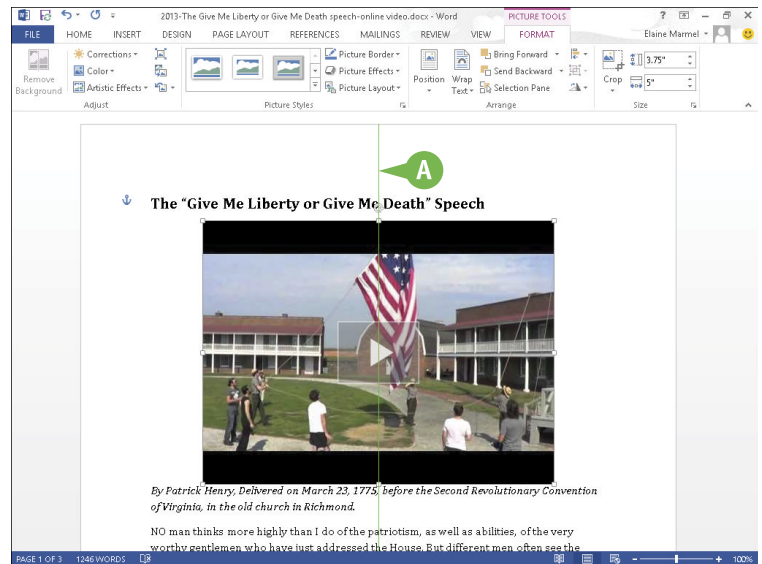 2013-The Give Me Liberty or Give Me Death speech-online video.docx - Word
PICTURE TOOLS
?
FILE HOME INSERT DESIGN PAGE LAYOUT REFERENCES MAILINGS REVIEW VIEW FORMAT Elaine Marmel
Remove Background
Corrections
Color
Artistic Effects
Adjust
Picture Styles
Picture Border
Picture Effects
Picture Layout
Position
Wrap Text
Bring Forward
Send Backward
Selection Pane
Arrange
Crop
3.75"
5"
Size
A
The “Give Me Liberty or Give Me Death” Speech
By Patrick Henry, Delivered on March 23, 1775, before the Second Revolutionary Convention
of Virginia, in the old church in Richmond.
NO man thinks more highly than I do of the patriotism, as well as abilities, of the very
worthy gentlemen who have just addressed the House. But different men often see the
PAGE 1 OF 3 1246 WORDS 100%